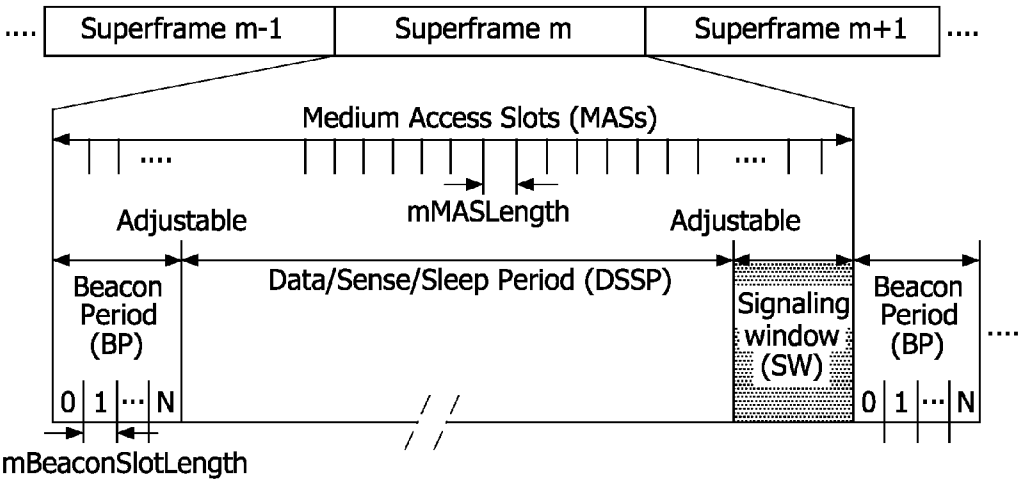 .... Superframe m-1 Superframe m Superframe m+1 ....
Medium Access Slots (MASs)
.... ....
mMASLength
Adjustable Adjustable
Data/Sense/Sleep Period (DSSP)
Beacon
Period
(BP)
Signaling
window
(SW)
Beacon
Period
(BP)
....
0 1 ... N 0 1 ... N
mBeaconSlotLength